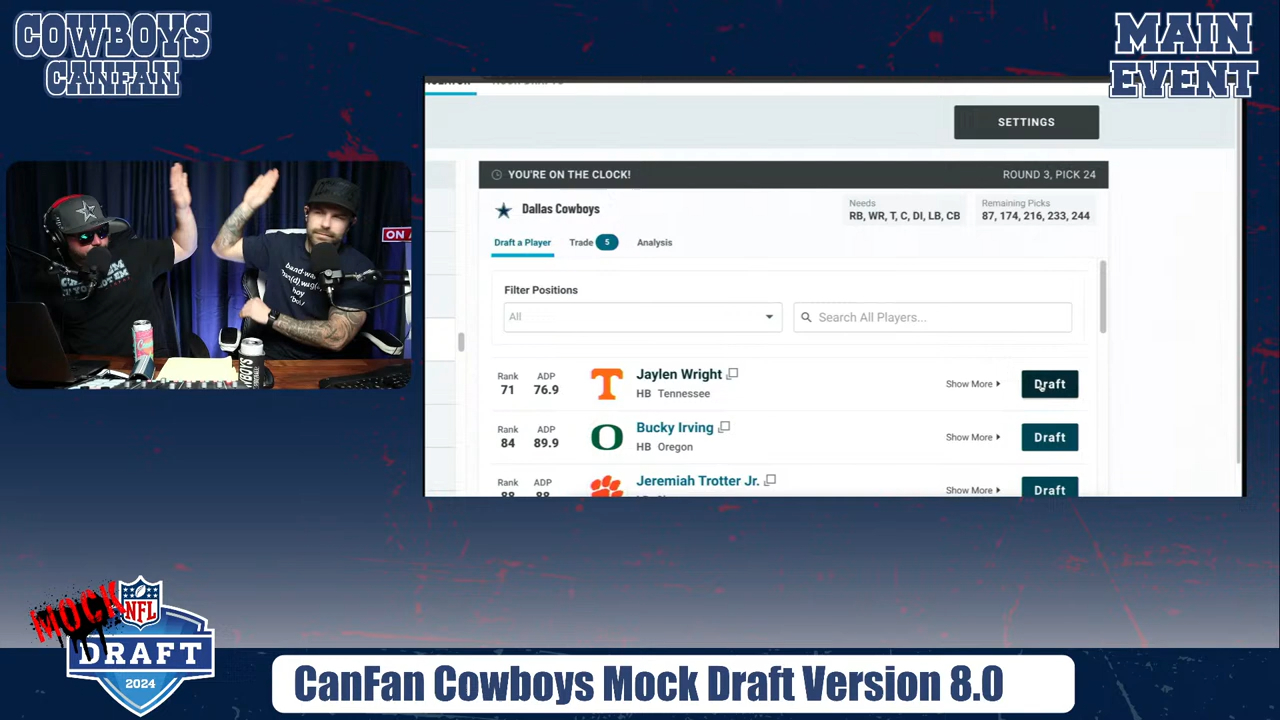 COWBOYS
CANFAN
MAIN
EVENT
SETTINGS
YOU'RE ON THE CLOCK!
ROUND 3, PICK 24
Dallas Cowboys
Needs
RB, WR, T, C, DI, LB, CB
Remaining Picks
87, 174, 216, 233, 244
Draft a Player
Trade 5
Analysis
Filter Positions
All
Search All Players...
Rank
71
ADP
76.9
Jaylen Wright
HB Tennessee
Show More
Draft
Rank
84
ADP
89.9
Bucky Irving
HB Oregon
Show More
Draft
Rank
ADP
Jeremiah Trotter Jr.
Show More
Draft
ON
MOCK
NFL
DRAFT
2024
CanFan Cowboys Mock Draft Version 8.0